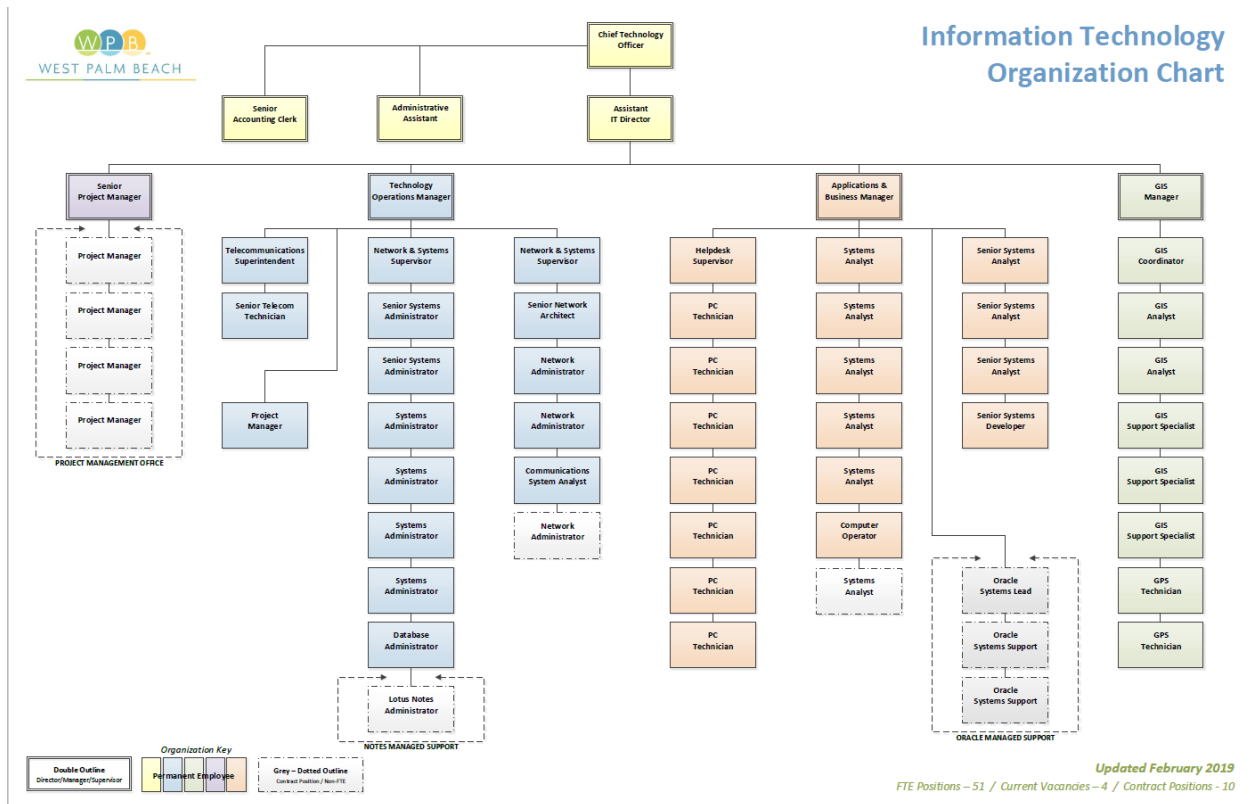 WPB
WEST PALM BEACH
Information Technology
Organization Chart
Chief Technology
Officer
Senior
Accounting Clerk
Administrative
Assistant
Assistant
IT Director
Senior
Project Manager
Technology
Operations Manager
Applications &
Business Manager
GIS
Manager
Project Manager
Project Manager
Project Manager
Project Manager
PROJECT MANAGEMENT OFFICE
Telecommunications
Superintendent
Senior Telecom
Technician
Project
Manager
Network & Systems
Supervisor
Senior Systems
Administrator
Senior Systems
Administrator
Systems
Administrator
Systems
Administrator
Systems
Administrator
Systems
Administrator
Database
Administrator
Lotus Notes
Administrator
NOTES MANAGED SUPPORT
Network & Systems
Supervisor
Senior Network
Architect
Network
Administrator
Network
Administrator
Communications
System Analyst
Network
Administrator
Helpdesk
Supervisor
PC
Technician
PC
Technician
PC
Technician
PC
Technician
PC
Technician
PC
Technician
PC
Technician
Systems
Analyst
Systems
Analyst
Systems
Analyst
Systems
Analyst
Systems
Analyst
Computer
Operator
Systems
Analyst
Senior Systems
Analyst
Senior Systems
Analyst
Senior Systems
Analyst
Senior Systems
Developer
Oracle
Systems Lead
Oracle
Systems Support
Oracle
Systems Support
ORACLE MANAGED SUPPORT
GIS
Coordinator
GIS
Analyst
GIS
Analyst
GIS
Support Specialist
GIS
Support Specialist
GIS
Support Specialist
GPS
Technician
GPS
Technician
Organization Key
Double Outline
Director/Manager/Supervisor
Permanent Employee
Grey – Dotted Outline
Contract Position / Non-FTE
Updated February 2019
FTE Positions – 51 / Current Vacancies – 4 / Contract Positions - 10